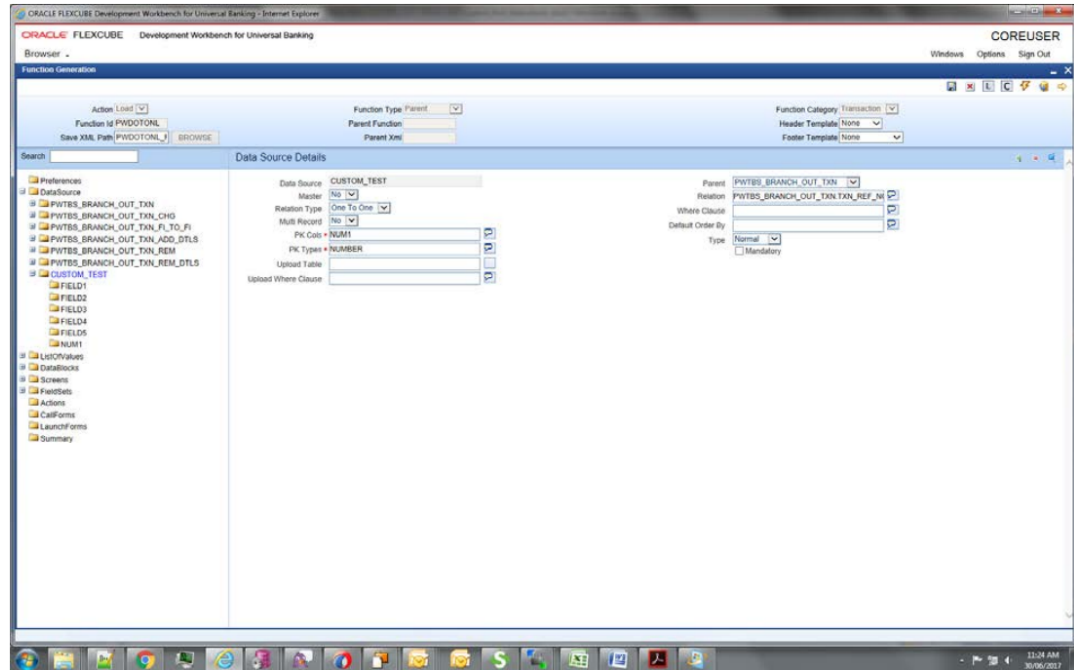 ORACLE FLEXCUBE Development Workbench for Universal Banking - Internet Explorer
ORACLE FLEXCUBE Development Workbench for Universal Banking COREUSER
Browser Windows Options Sign Out
Function Generation
Action Load Function Type Parent Function Category Transaction
Function Id PWDOTONL Parent Function Header Template None
Save XML Path PWDOTONL_ BROWSE Parent Xml Footer Template None
Search Data Source Details
Preferences
DataSource
PWTBS_BRANCH_OUT_TXN
PWTBS_BRANCH_OUT_TXN_CHG
PWTBS_BRANCH_OUT_TXN_FI_TO_FI
PWTBS_BRANCH_OUT_TXN_ADD_DTLS
PWTBS_BRANCH_OUT_TXN_REM
PWTBS_BRANCH_OUT_TXN_REM_DTLS
CUSTOM_TEST
FIELD1
FIELD2
FIELD3
FIELD4
FIELD5
NUM1
ListOfValues
DataBlocks
Screens
FieldSets
Actions
CallForms
LaunchForms
Summary
Data Source CUSTOM_TEST Parent PWTBS_BRANCH_OUT_TXN
Master No Relation PWTBS_BRANCH_OUT_TXN.TXN_REF_N
Relation Type One To One Where Clause
Multi Record No Default Order By
PK Cols * NUM1 Type Normal
PK Types * NUMBER Mandatory
Upload Table
Upload Where Clause
11:24 AM
30/06/2017